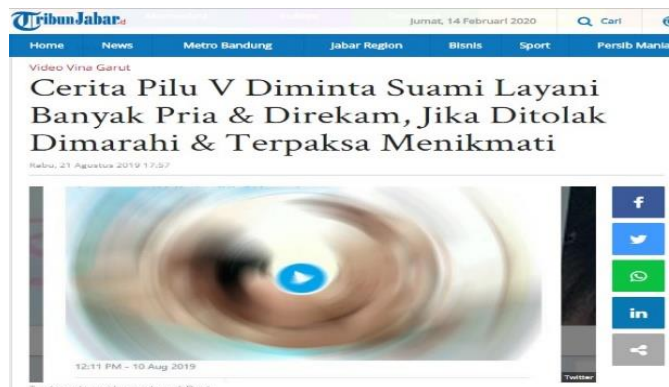 TribunJabar.id
Jumat, 14 Februari 2020
Cari
Home News Metro Bandung Jabar Region Bisnis Sport Persib Mania
Video Vina Garut
Cerita Pilu V Diminta Suami Layani
Banyak Pria & Direkam, Jika Ditolak
Dimarahi & Terpaksa Menikmati
Rabu, 21 Agustus 2019 17:57
12:11 PM - 10 Aug 2019
Twitter